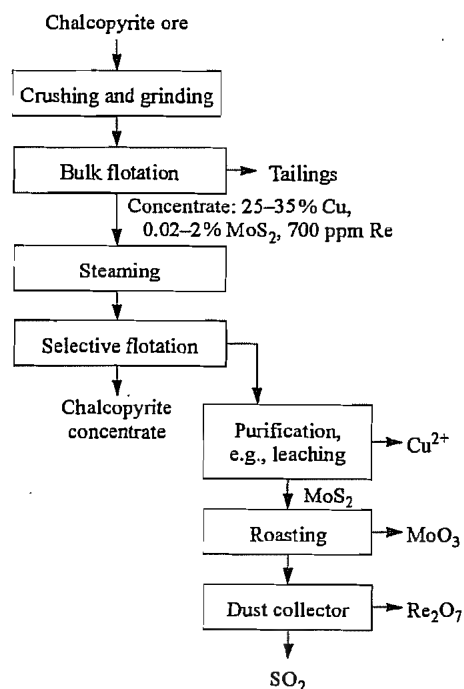 Chalcopyrite ore
Crushing and grinding
Bulk flotation
Tailings
Concentrate: 25–35% Cu,
0.02–2% MoS₂, 700 ppm Re
Steaming
Selective flotation
Chalcopyrite
concentrate
Purification,
e.g., leaching
Cu²⁺
MoS₂
Roasting
MoO₃
Dust collector
Re₂O₇
SO₂